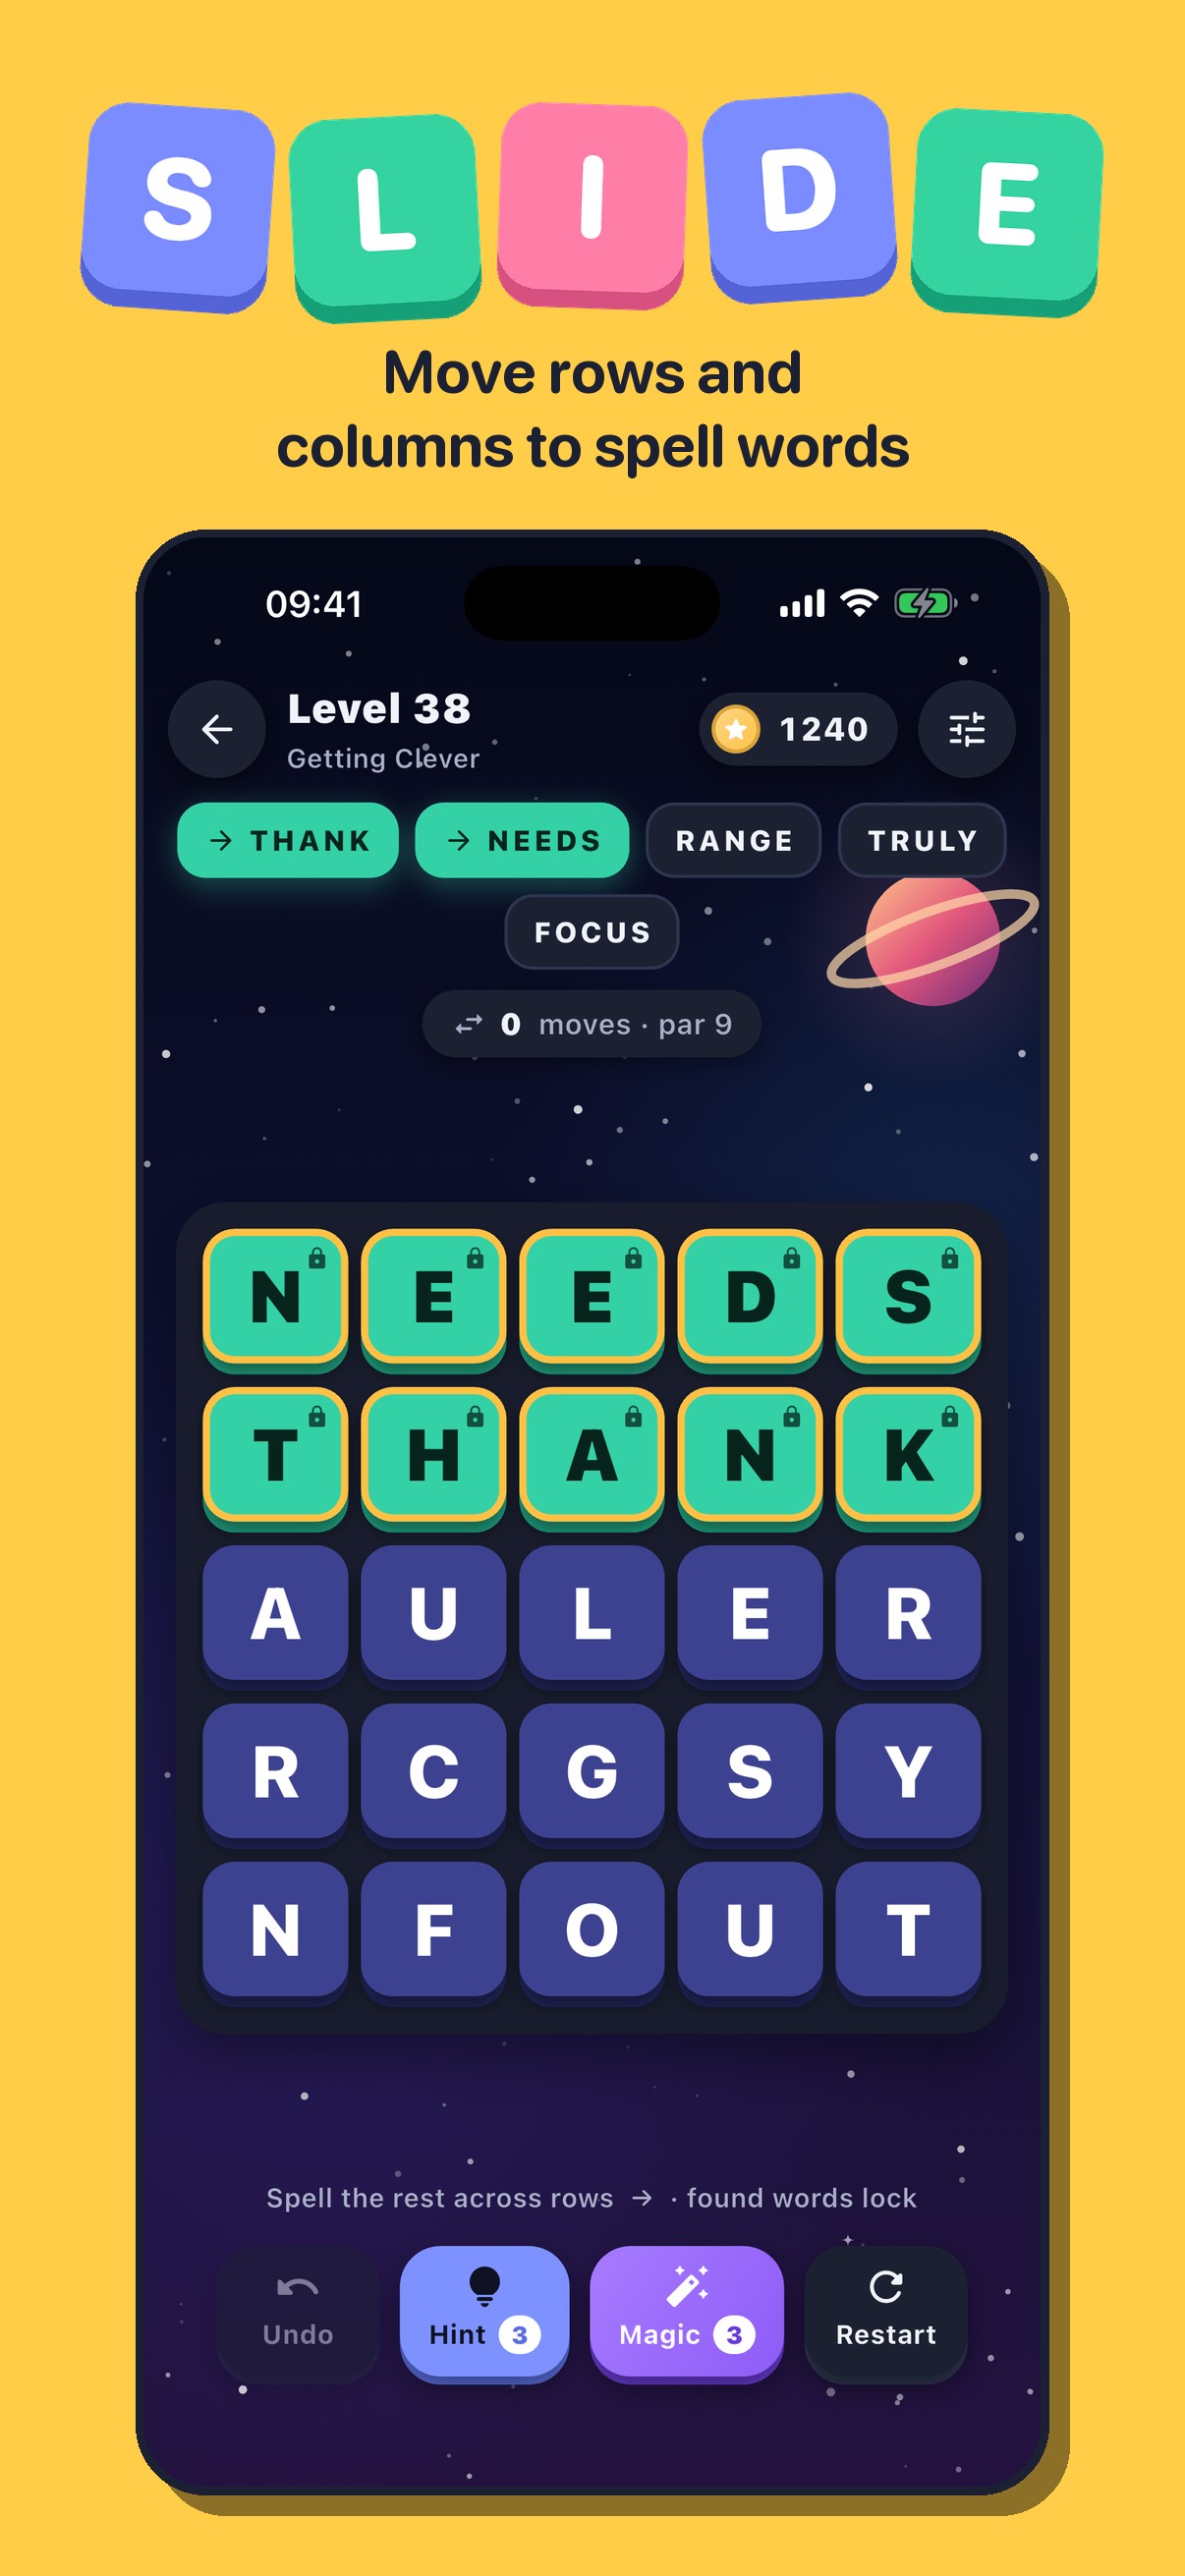 SLIDE
Move rows and
columns to spell words
09:41
Level 38
Getting Clever
1240
→ THANK → NEEDS RANGE TRULY
FOCUS
0 moves · par 9
N E E D S
T H A N K
A U L E R
R C G S Y
N F O U T
Spell the rest across rows → · found words lock
Undo Hint 3 Magic 3 Restart